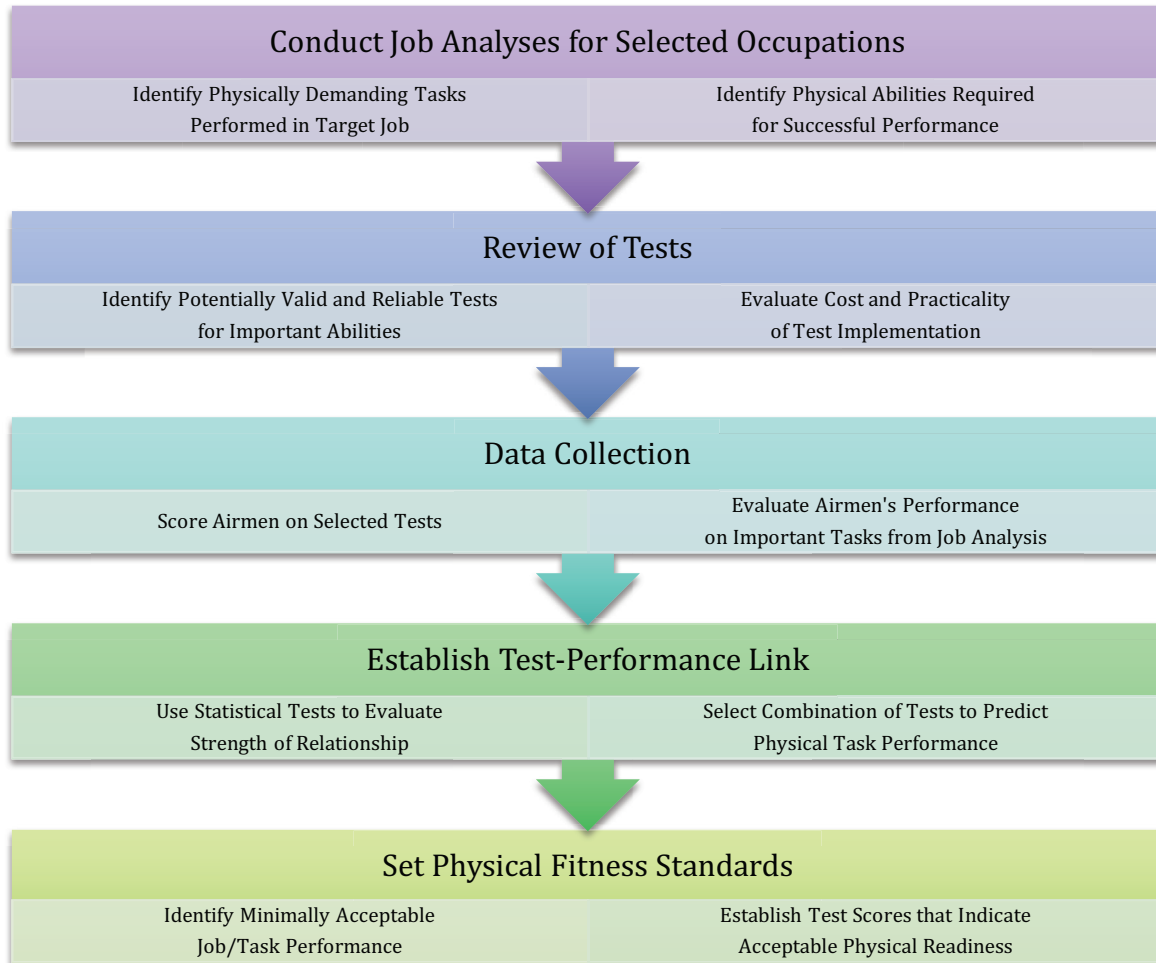 Conduct Job Analyses for Selected Occupations
Identify Physically Demanding Tasks
Performed in Target Job
Identify Physical Abilities Required
for Successful Performance
Review of Tests
Identify Potentially Valid and Reliable Tests
for Important Abilities
Evaluate Cost and Practicality
of Test Implementation
Data Collection
Score Airmen on Selected Tests
Evaluate Airmen's Performance
on Important Tasks from Job Analysis
Establish Test-Performance Link
Use Statistical Tests to Evaluate
Strength of Relationship
Select Combination of Tests to Predict
Physical Task Performance
Set Physical Fitness Standards
Identify Minimally Acceptable
Job/Task Performance
Establish Test Scores that Indicate
Acceptable Physical Readiness